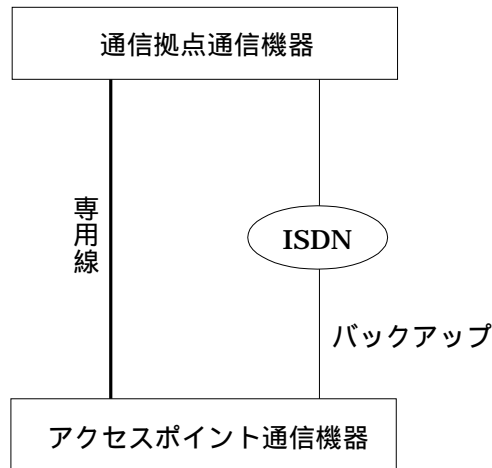 通信拠点通信機器
専用線
ISDN
バックアップ
アクセスポイント通信機器